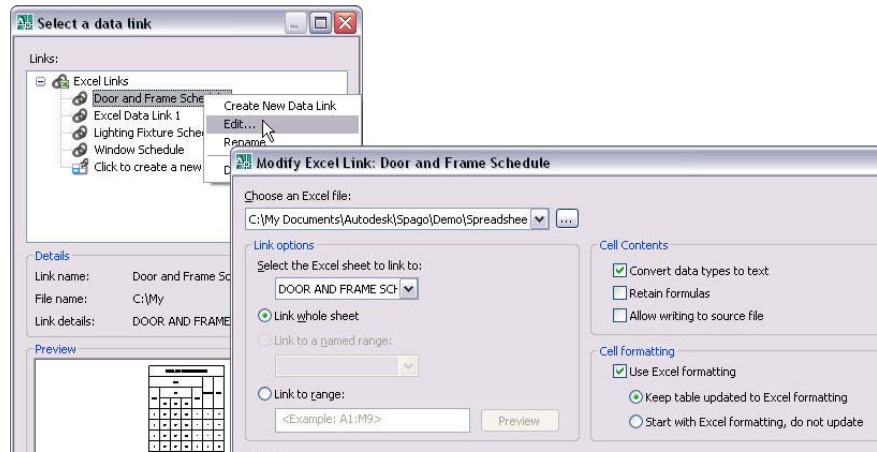 Select a data link
Links:
Excel Links
Door and Frame Sche
Excel Data Link 1
Lighting Fixture Sche
Window Schedule
Click to create a new
Create New Data Link
Edit...
Rename
D
Details
Link name: Door and Frame Sc
File name: C:\My
Link details: DOOR AND FRAME
Preview
Modify Excel Link: Door and Frame Schedule
Choose an Excel file:
C:\My Documents\Autodesk\Spago\Demo\Spreadshee
...
Link options
Select the Excel sheet to link to:
DOOR AND FRAME SCH
Link whole sheet
Link to a named range:
Link to range:
<Example: A1:M9>
Preview
Cell Contents
Convert data types to text
Retain formulas
Allow writing to source file
Cell formatting
Use Excel formatting
Keep table updated to Excel formatting
Start with Excel formatting, do not update